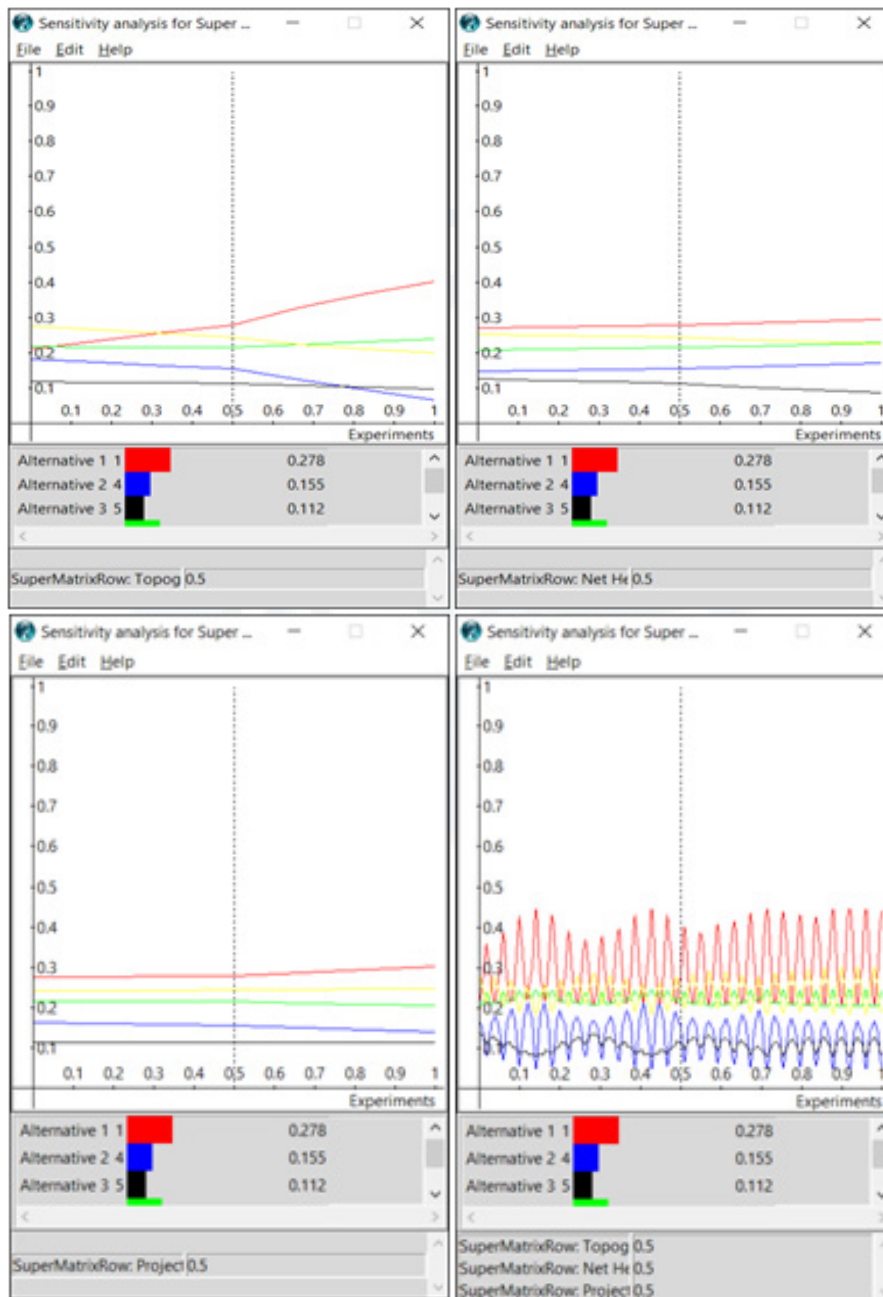 Sensitivity analysis for Super ...
File Edit Help
1
0.9
0.8
0.7
0.6
0.5
0.4
0.3
0.2
0.1
0.1 0.2 0.3 0.4 0.5 0.6 0.7 0.8 0.9 1
Experiments
Alternative 1 1 0.278
Alternative 2 4 0.155
Alternative 3 5 0.112
SuperMatrixRow: Topog 0.5
Sensitivity analysis for Super ...
File Edit Help
1
0.9
0.8
0.7
0.6
0.5
0.4
0.3
0.2
0.1
0.1 0.2 0.3 0.4 0.5 0.6 0.7 0.8 0.9 1
Experiments
Alternative 1 1 0.278
Alternative 2 4 0.155
Alternative 3 5 0.112
SuperMatrixRow: Net He 0.5
Sensitivity analysis for Super ...
File Edit Help
1
0.9
0.8
0.7
0.6
0.5
0.4
0.3
0.2
0.1
0.1 0.2 0.3 0.4 0.5 0.6 0.7 0.8 0.9 1
Experiments
Alternative 1 1 0.278
Alternative 2 4 0.155
Alternative 3 5 0.112
SuperMatrixRow: Project 0.5
Sensitivity analysis for Super ...
File Edit Help
1
0.9
0.8
0.7
0.6
0.5
0.4
0.3
0.2
0.1
0.1 0.2 0.3 0.4 0.5 0.6 0.7 0.8 0.9 1
Experiments
Alternative 1 1 0.278
Alternative 2 4 0.155
Alternative 3 5 0.112
SuperMatrixRow: Topog 0.5
SuperMatrixRow: Net He 0.5
SuperMatrixRow: Project 0.5